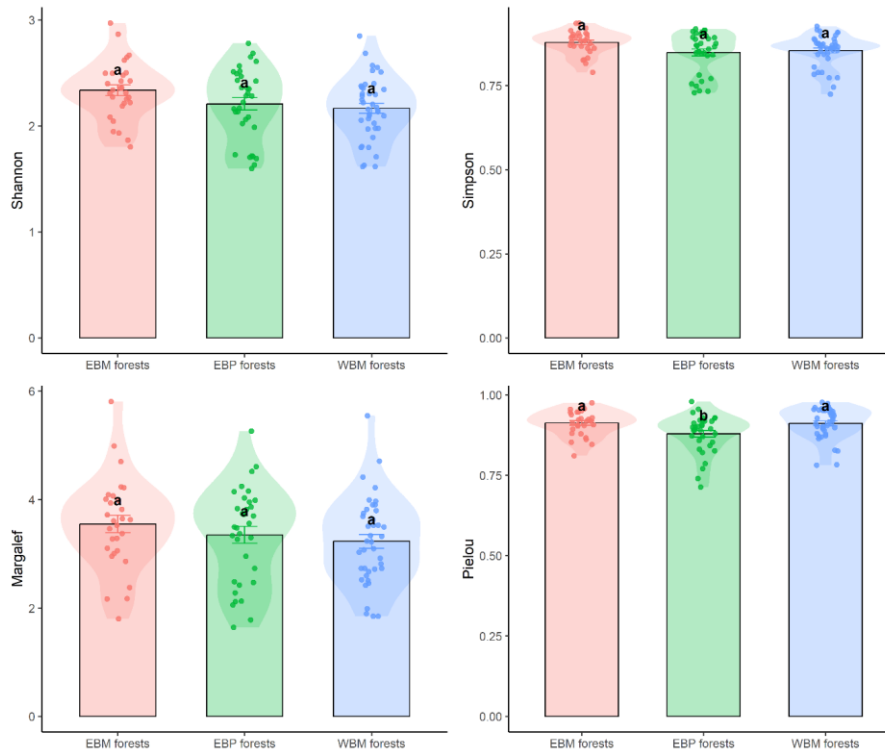 Shannon
3
2
1
0
a
a
a
EBM forests
EBP forests
WBM forests
Simpson
0.75
0.50
0.25
0.00
a
a
a
EBM forests
EBP forests
WBM forests
Margalef
6
4
2
0
a
a
a
EBM forests
EBP forests
WBM forests
Pielou
1.00
0.75
0.50
0.25
0.00
a
b
a
EBM forests
EBP forests
WBM forests